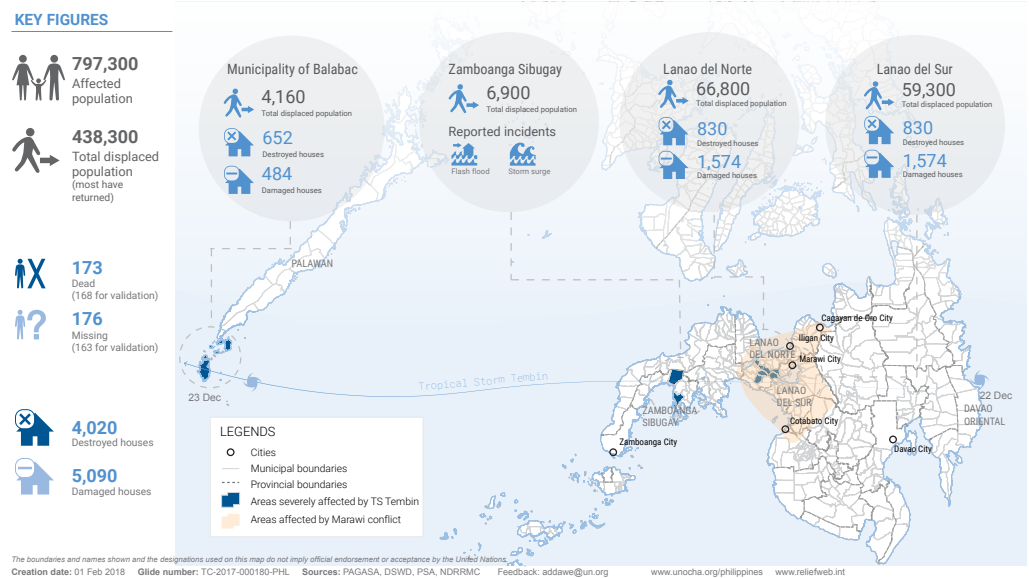 KEY FIGURES
797,300
Affected
population
438,300
Total displaced
population
(most have
returned)
173
Dead
(168 for validation)
176
Missing
(163 for validation)
4,020
Destroyed houses
5,090
Damaged houses
Municipality of Balabac
4,160
Total displaced population
652
Destroyed houses
484
Damaged houses
Zamboanga Sibugay
6,900
Total displaced population
Reported incidents
Flash flood
Storm surge
Lanao del Norte
66,800
Total displaced population
830
Destroyed houses
1,574
Damaged houses
Lanao del Sur
59,300
Total displaced population
830
Destroyed houses
1,574
Damaged houses
PALAWAN
23 Dec
Tropical Storm Tembin
Cagayan de Oro City
Iligan City
LANAO
DEL NORTE
Marawi City
LANAO
DEL SUR
22 Dec
DAVAO
ORIENTAL
ZAMBOANGA
SIBUGAY
Cotabato City
Zamboanga City
Davao City
LEGENDS
Cities
Municipal boundaries
Provincial boundaries
Areas severely affected by TS Tembin
Areas affected by Marawi conflict
The boundaries and names shown and the designations used on this map do not imply official endorsement or acceptance by the United Nations.
Creation date: 01 Feb 2018 Glide number: TC-2017-000180-PHL Sources: PAGASA, DSWD, PSA, NDRRMC Feedback: addawe@un.org www.unocha.org/philippines www.reliefweb.int